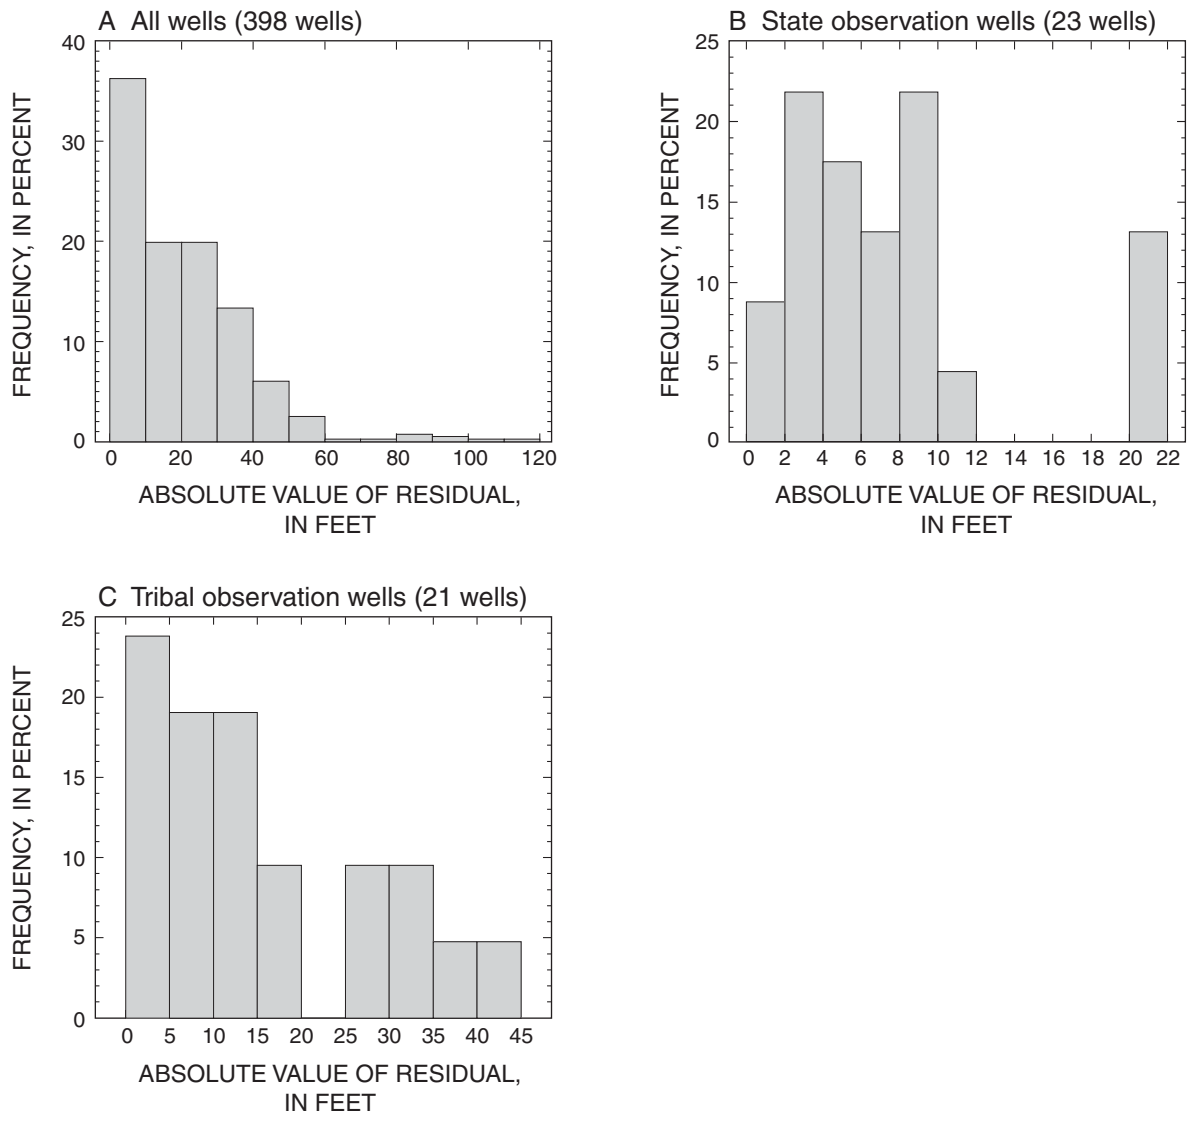 A All wells (398 wells)
40
30
20
10
0
FREQUENCY, IN PERCENT
0 20 40 60 80 100 120
ABSOLUTE VALUE OF RESIDUAL,
IN FEET
B State observation wells (23 wells)
25
20
15
10
5
0
FREQUENCY, IN PERCENT
0 2 4 6 8 10 12 14 16 18 20 22
ABSOLUTE VALUE OF RESIDUAL,
IN FEET
C Tribal observation wells (21 wells)
25
20
15
10
5
0
FREQUENCY, IN PERCENT
0 5 10 15 20 25 30 35 40 45
ABSOLUTE VALUE OF RESIDUAL,
IN FEET